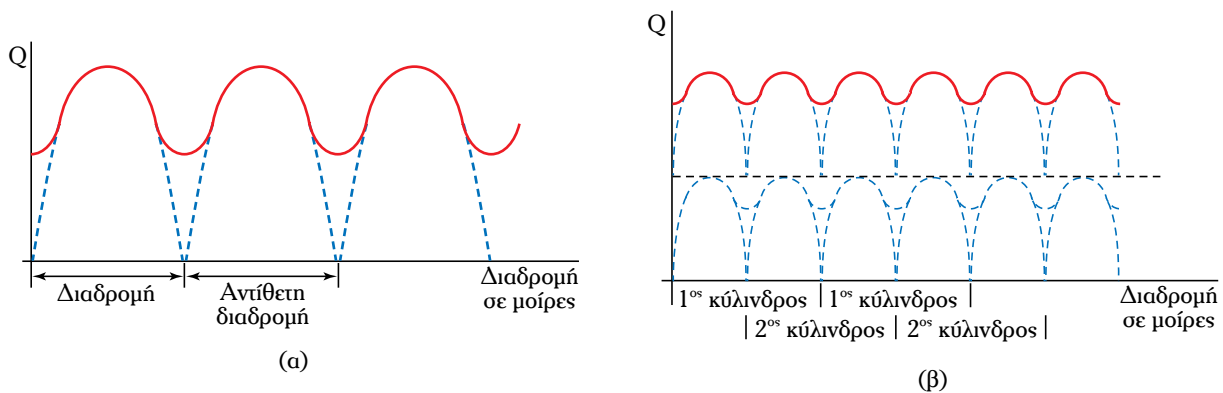 Q
Διαδρομή
Αντίθετη
διαδρομή
Διαδρομή
σε μοίρες
(α)
Q
1ος κύλινδρος
1ος κύλινδρος
2ος κύλινδρος
2ος κύλινδρος
Διαδρομή
σε μοίρες
(β)